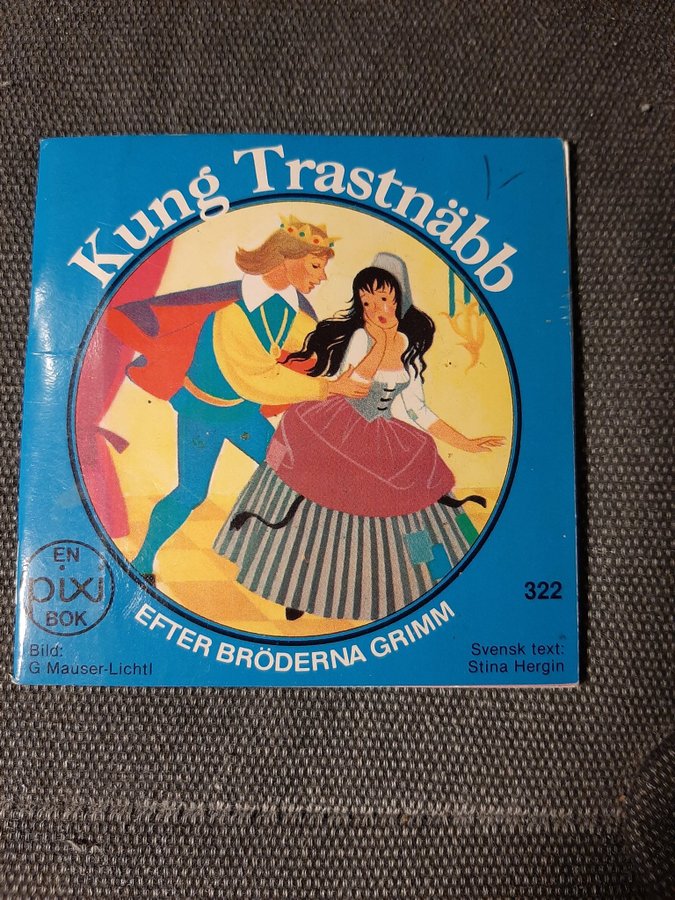 Kung Trastnäbb
EN
pixi
BOK
EFTER BRÖDERNA GRIMM
322
Bild:
G Mauser-Lichtl
Svensk text:
Stina Hergin